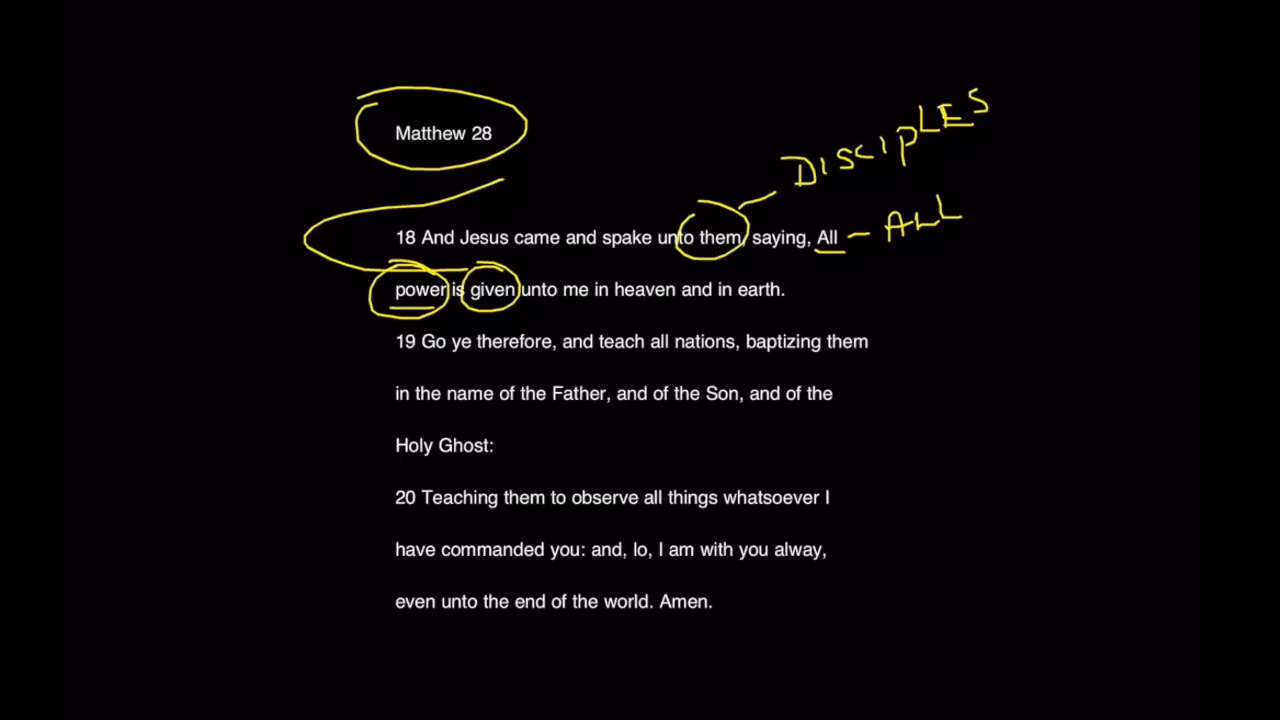 Matthew 28
DISCIPLES
18 And Jesus came and spake unto them, saying, All - ALL
power is given unto me in heaven and in earth.
19 Go ye therefore, and teach all nations, baptizing them
in the name of the Father, and of the Son, and of the
Holy Ghost:
20 Teaching them to observe all things whatsoever I
have commanded you: and, lo, I am with you alway,
even unto the end of the world. Amen.